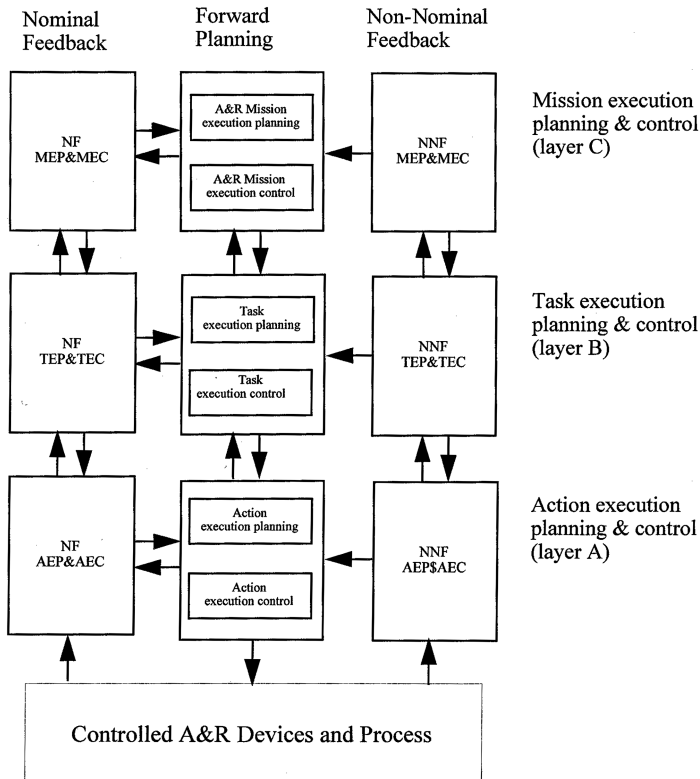 Nominal
Feedback
Forward
Planning
Non-Nominal
Feedback
NF
MEP&MEC
A&R Mission
execution planning
A&R Mission
execution control
NNF
MEP&MEC
Mission execution
planning & control
(layer C)
NF
TEP&TEC
Task
execution planning
Task
execution control
NNF
TEP&TEC
Task execution
planning & control
(layer B)
NF
AEP&AEC
Action
execution planning
Action
execution control
NNF
AEP$AEC
Action execution
planning & control
(layer A)
Controlled A&R Devices and Process